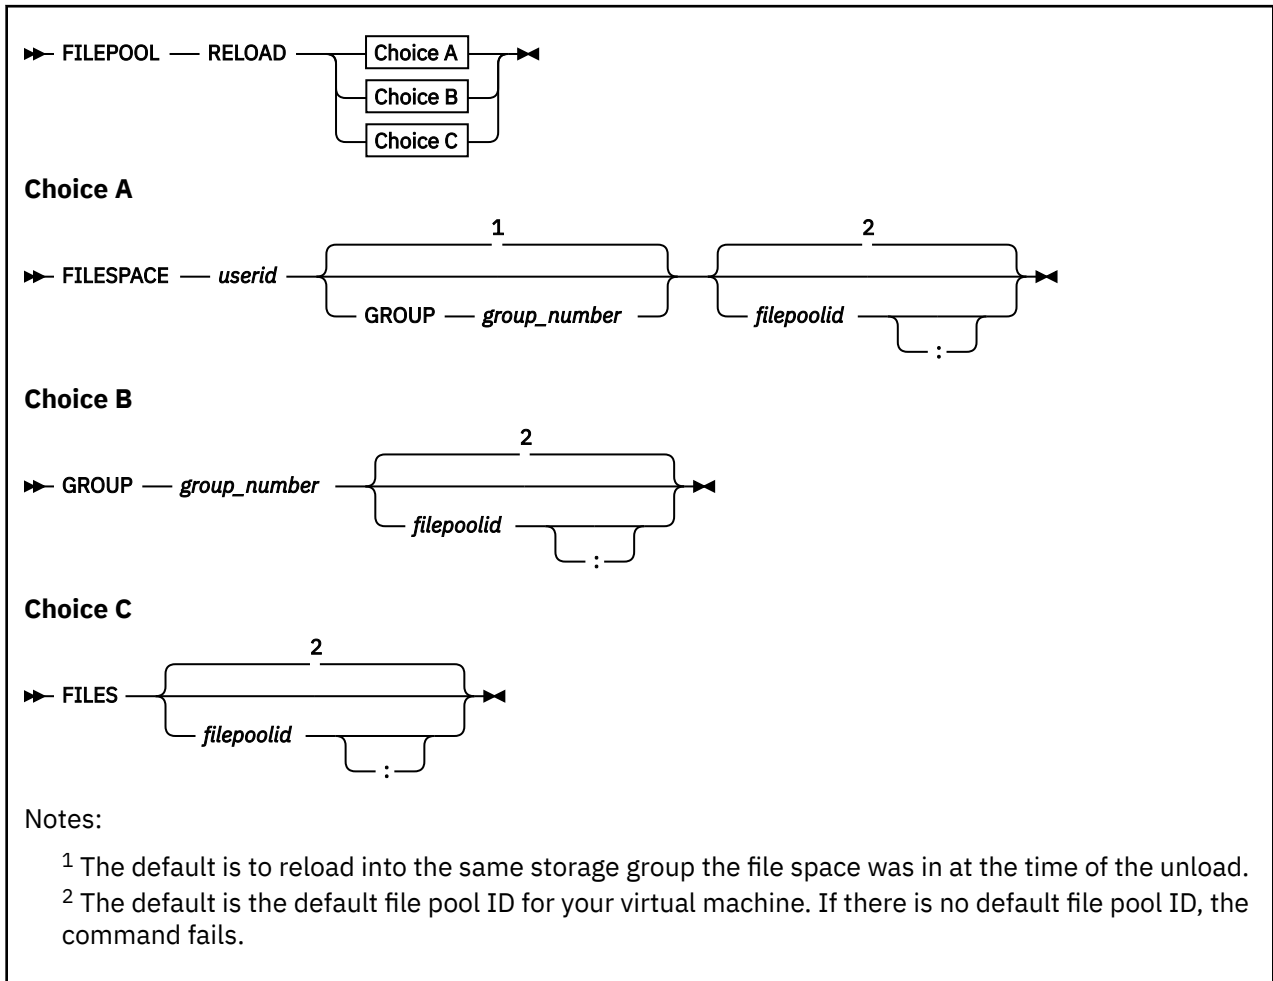 FILEPOOL RELOAD Choice A
Choice B
Choice C
Choice A
1 2
FILESPACE userid
GROUP group_number filepoolid
:
Choice B
2
GROUP group_number
filepoolid
:
Choice C
2
FILES
filepoolid
:
Notes:
1 The default is to reload into the same storage group the file space was in at the time of the unload.
2 The default is the default file pool ID for your virtual machine. If there is no default file pool ID, the
command fails.